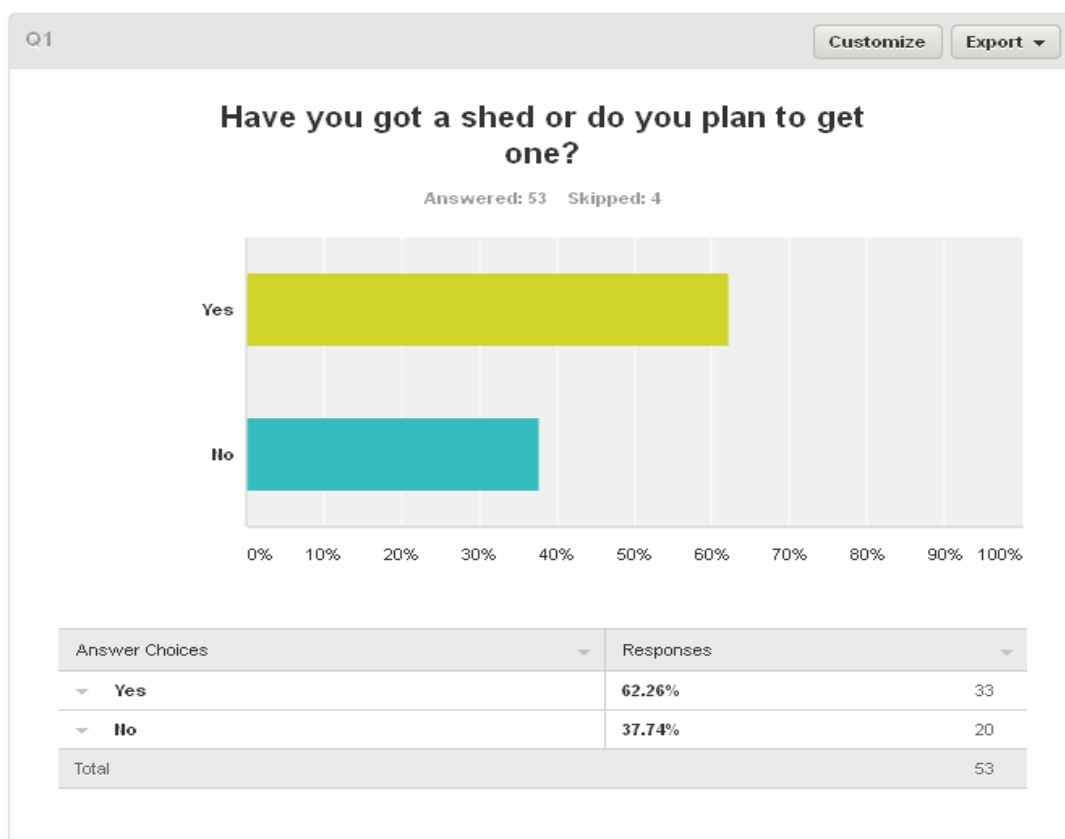 Q1 Customize Export
Have you got a shed or do you plan to get
one?
Answered: 53 Skipped: 4
Yes
No
0% 10% 20% 30% 40% 50% 60% 70% 80% 90% 100%
Answer Choices Responses
Yes 62.26% 33
No 37.74% 20
Total 53